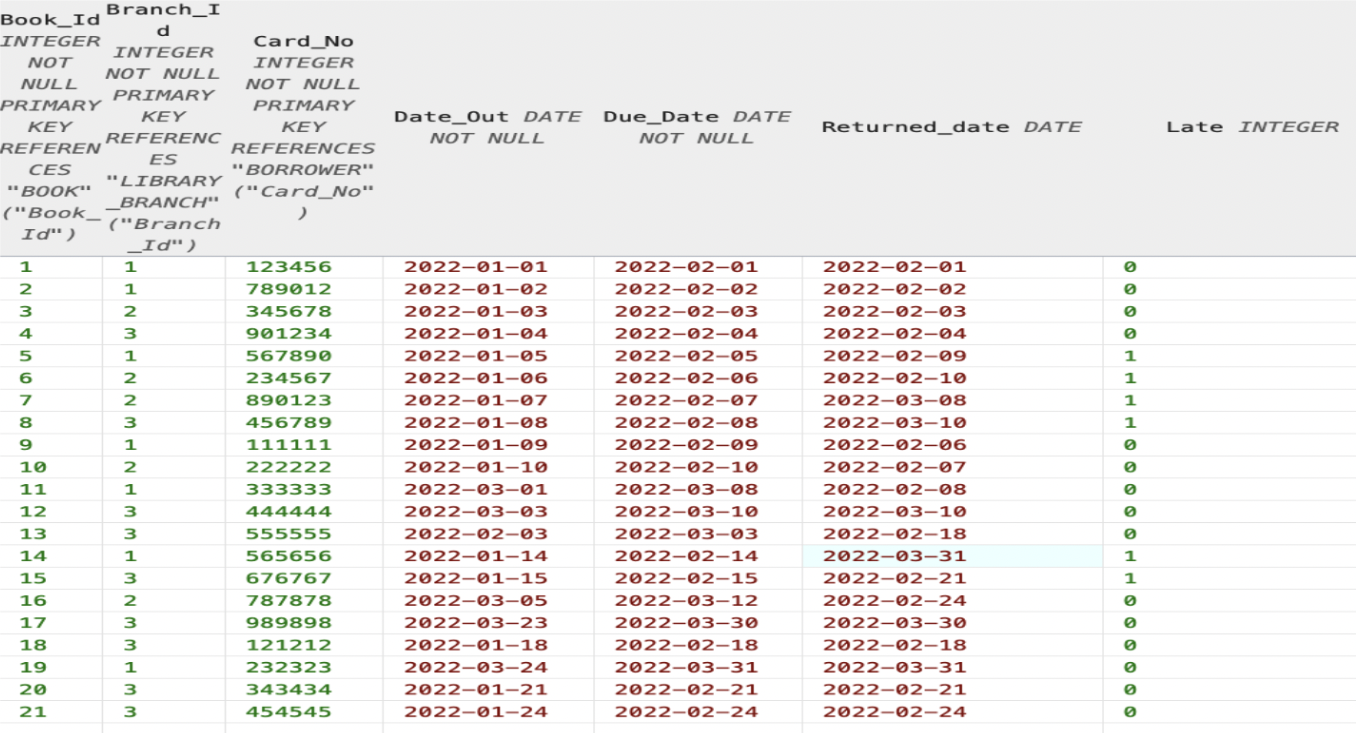 Book_Id INTEGER NOT NULL PRIMARY KEY REFERENCES "BOOK" ("Book_Id") Branch_Id INTEGER NOT NULL PRIMARY KEY REFERENCES "LIBRARY_BRANCH" ("Branch_Id") Card_No INTEGER NOT NULL PRIMARY KEY REFERENCES "BORROWER" ("Card_No") Date_Out DATE NOT NULL Due_Date DATE NOT NULL Returned_date DATE Late INTEGER
1 1 123456 2022-01-01 2022-02-01 2022-02-01 0
2 1 789012 2022-01-02 2022-02-02 2022-02-02 0
3 2 345678 2022-01-03 2022-02-03 2022-02-03 0
4 3 901234 2022-01-04 2022-02-04 2022-02-04 0
5 1 567890 2022-01-05 2022-02-05 2022-02-09 1
6 2 234567 2022-01-06 2022-02-06 2022-02-10 1
7 2 890123 2022-01-07 2022-02-07 2022-03-08 1
8 3 456789 2022-01-08 2022-02-08 2022-03-10 1
9 1 111111 2022-01-09 2022-02-09 2022-02-06 0
10 2 222222 2022-01-10 2022-02-10 2022-02-07 0
11 1 333333 2022-03-01 2022-03-08 2022-02-08 0
12 3 444444 2022-03-03 2022-03-10 2022-03-10 0
13 3 555555 2022-02-03 2022-03-03 2022-02-18 0
14 1 565656 2022-01-14 2022-02-14 2022-03-31 1
15 3 676767 2022-01-15 2022-02-15 2022-02-21 1
16 2 787878 2022-03-05 2022-03-12 2022-02-24 0
17 3 989898 2022-03-23 2022-03-30 2022-03-30 0
18 3 121212 2022-01-18 2022-02-18 2022-02-18 0
19 1 232323 2022-03-24 2022-03-31 2022-03-31 0
20 3 343434 2022-01-21 2022-02-21 2022-02-21 0
21 3 454545 2022-01-24 2022-02-24 2022-02-24 0